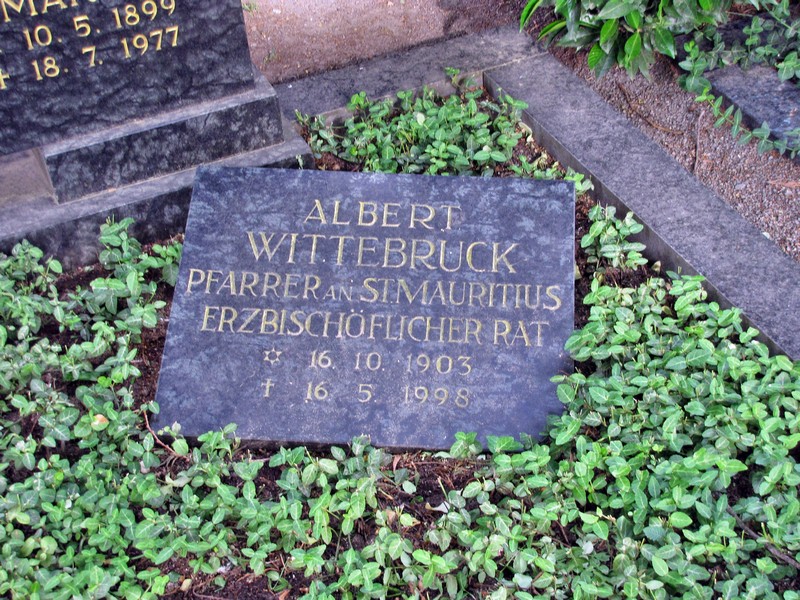 10. 5. 1899
† 18. 7. 1977
ALBERT
WITTEBRUCK
PFARRER AN ST. MAURITIUS
ERZBISCHÖFLICHER RAT
✡ 16. 10. 1903
† 16. 5. 1998